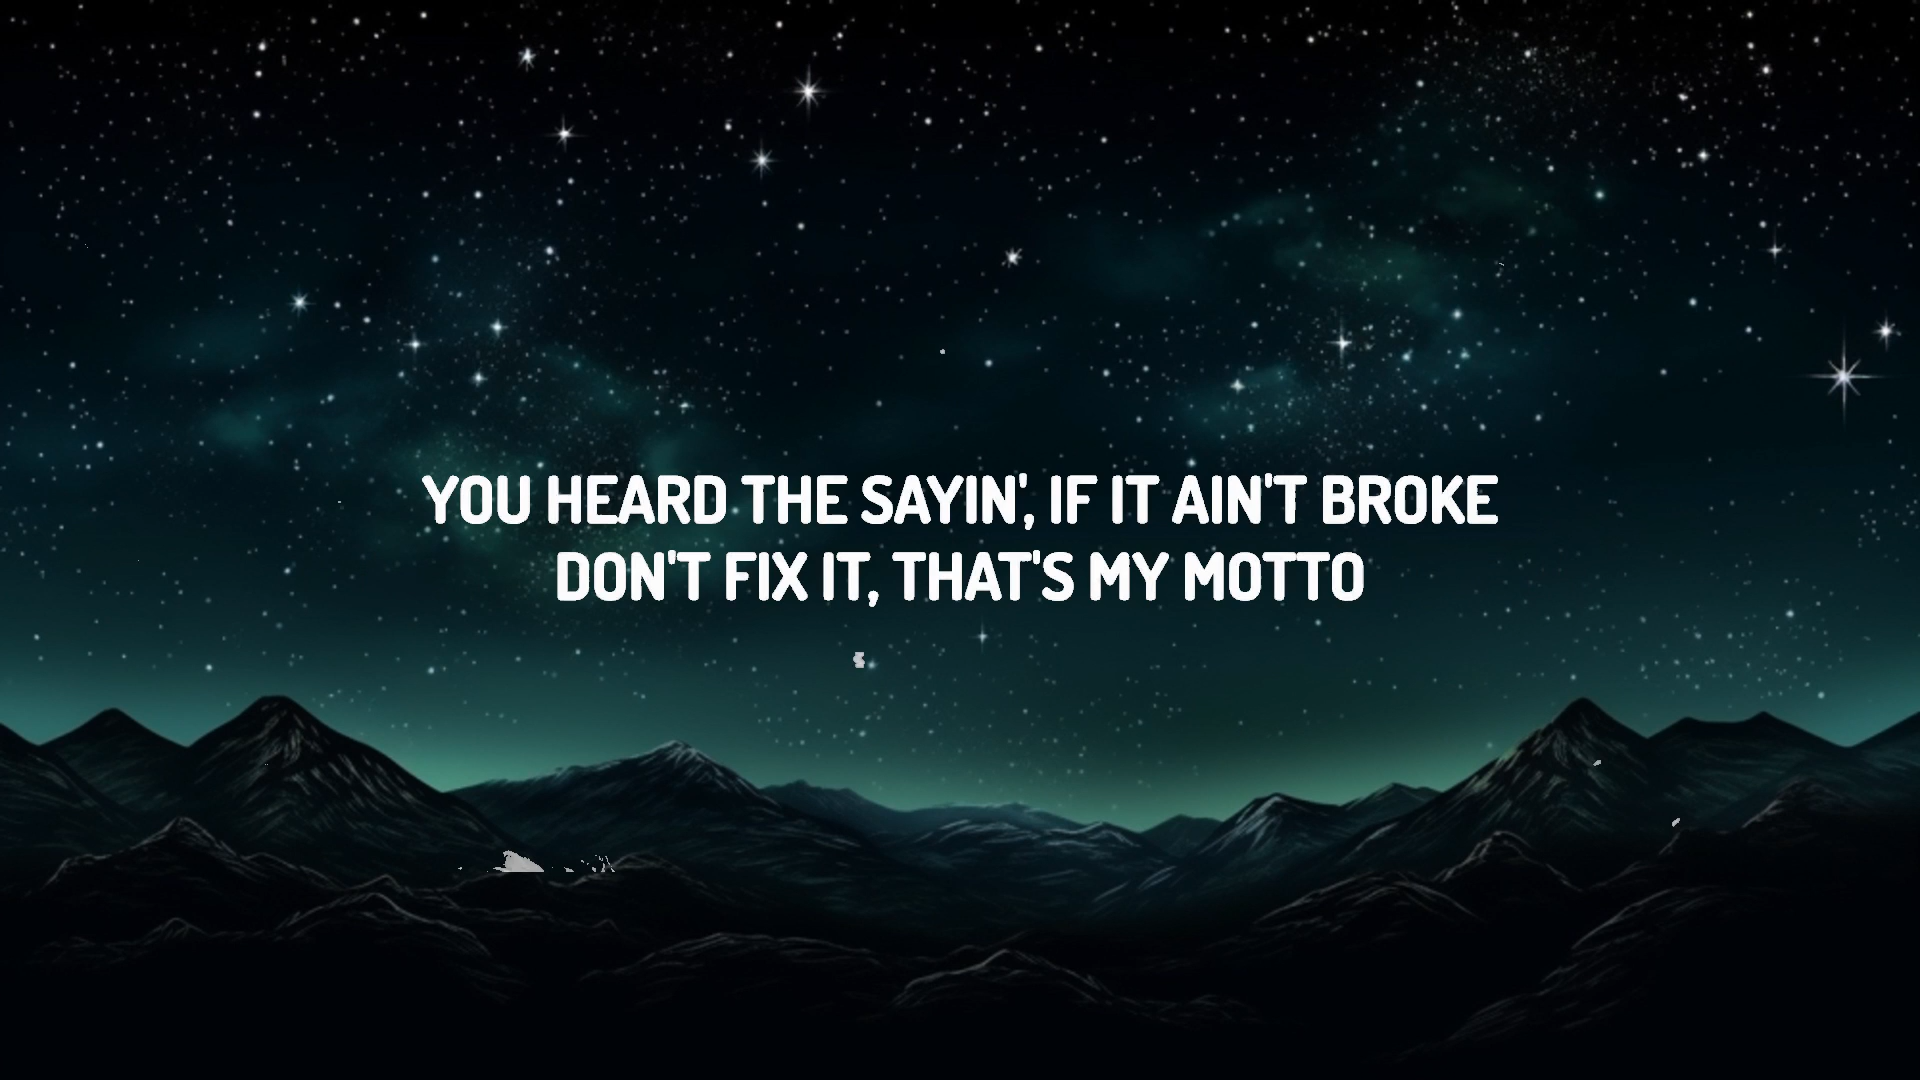 YOU HEARD THE SAYIN', IF IT AIN'T BROKE
DON'T FIX IT, THAT'S MY MOTTO